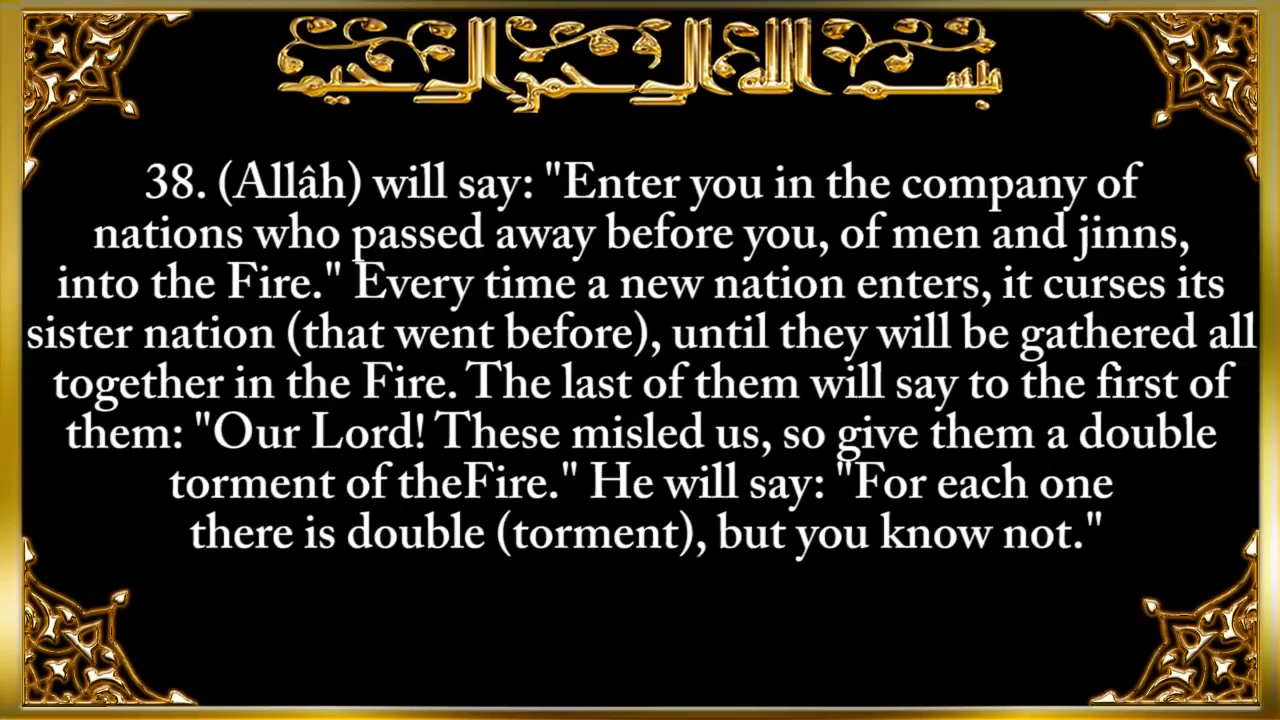 بسم الله الرحمن الرحيم
38. (Allâh) will say: "Enter you in the company of
nations who passed away before you, of men and jinns,
into the Fire." Every time a new nation enters, it curses its
sister nation (that went before), until they will be gathered all
together in the Fire. The last of them will say to the first of
them: "Our Lord! These misled us, so give them a double
torment of theFire." He will say: "For each one
there is double (torment), but you know not."